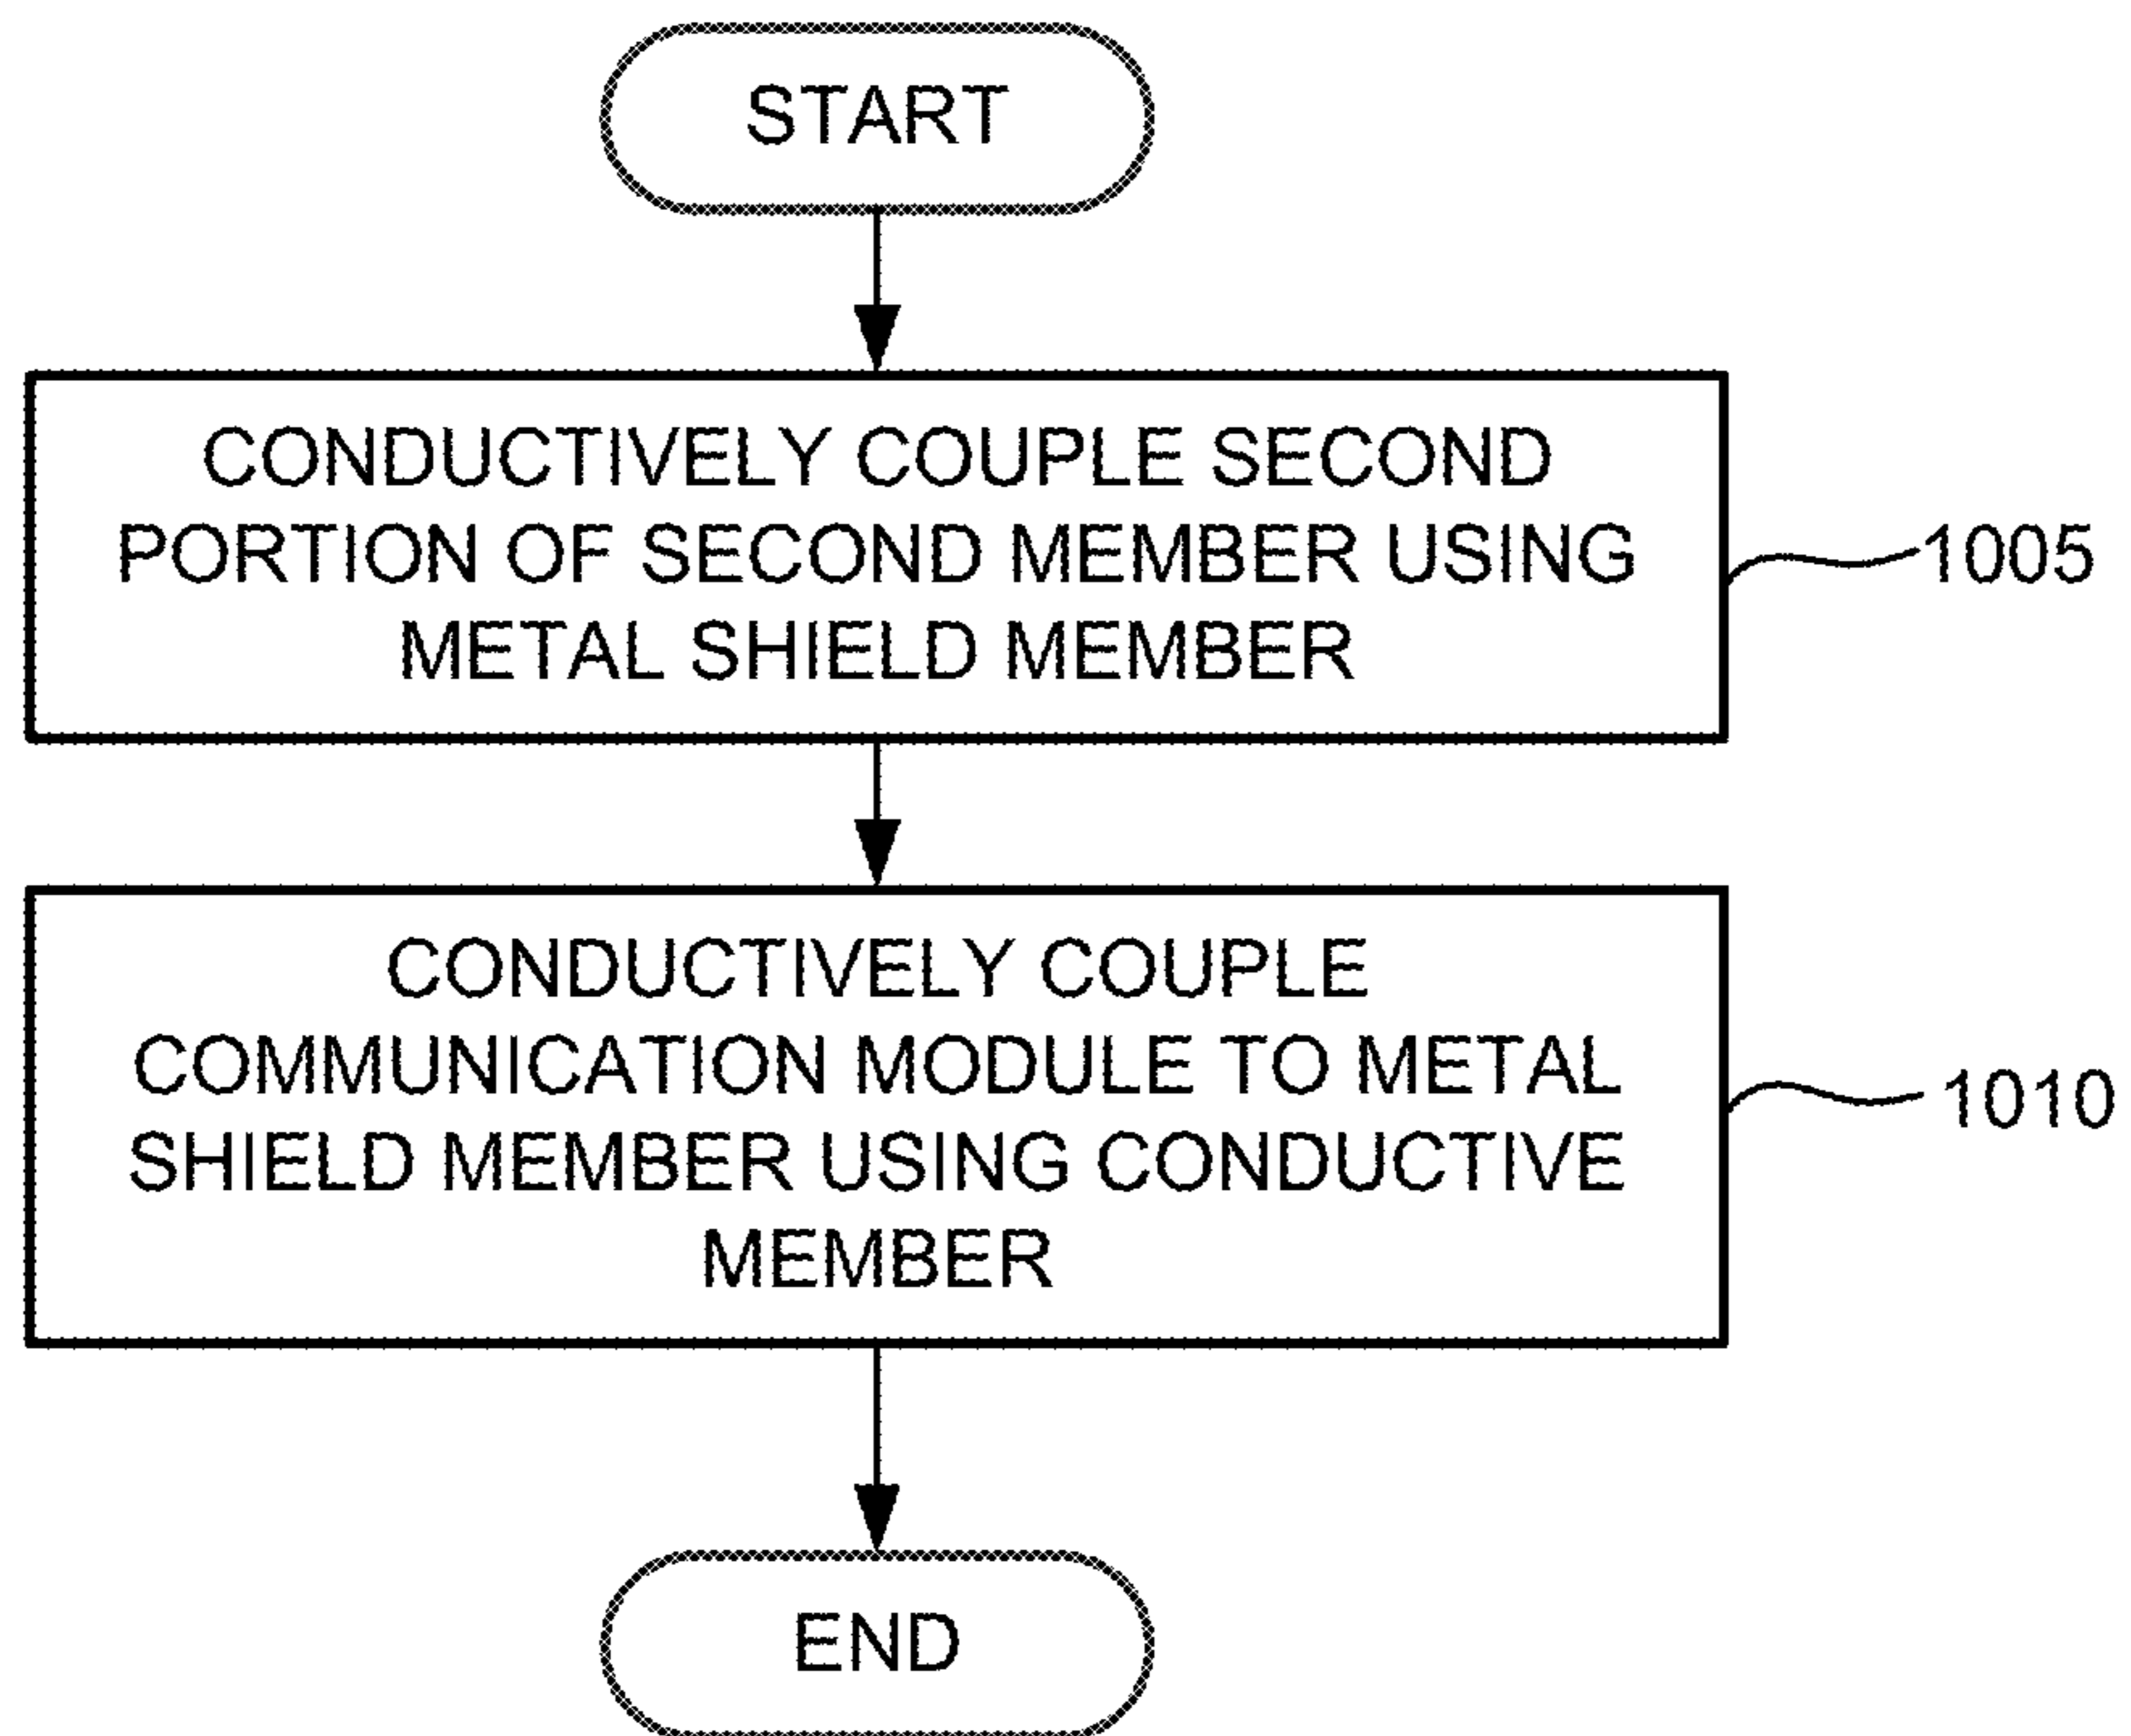 START
CONDUCTIVELY COUPLE SECOND
PORTION OF SECOND MEMBER USING
METAL SHIELD MEMBER
1005
CONDUCTIVELY COUPLE
COMMUNICATION MODULE TO METAL
SHIELD MEMBER USING CONDUCTIVE
MEMBER
1010
END